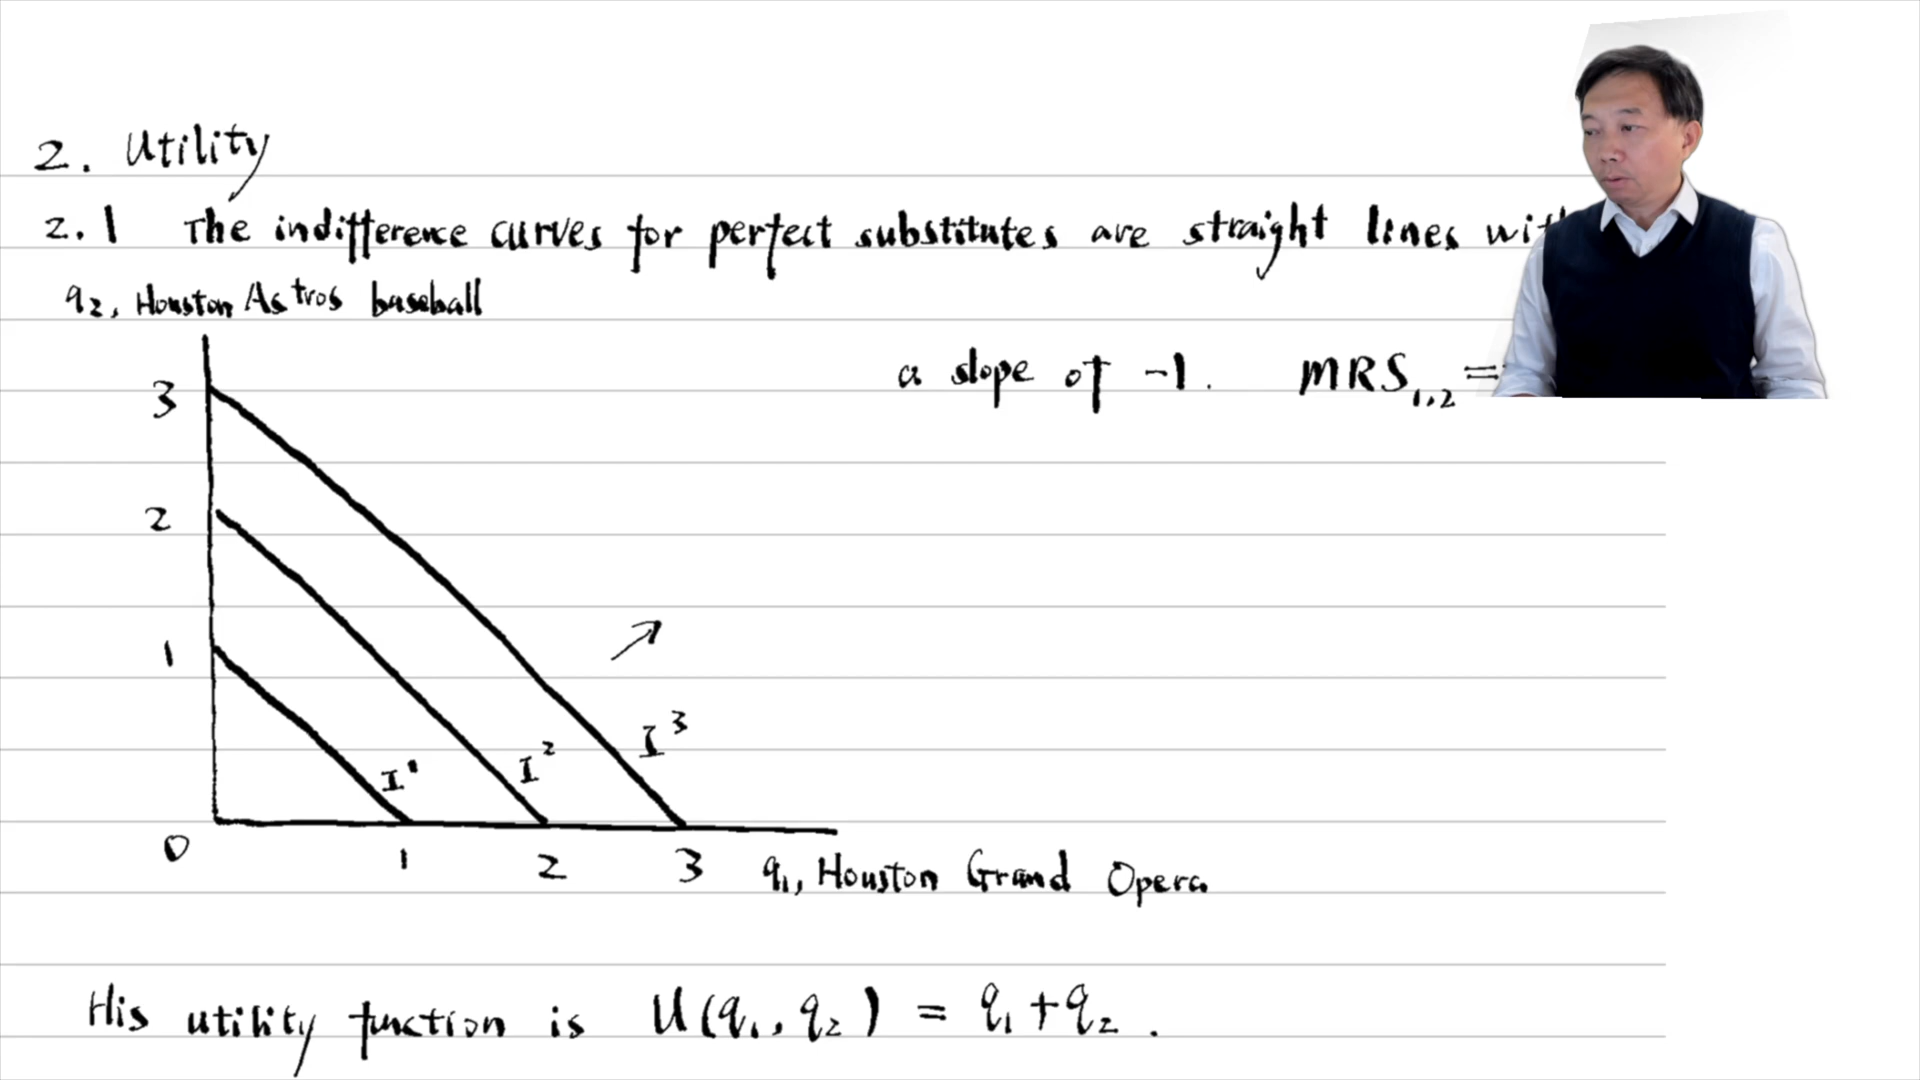 2. Utility
2.1 The indifference curves for perfect substitutes are straight lines
q₂, Houston Astros baseball
a slope of -1. MRS₁,₂ =
3
2
1
I¹ I² I³
0 1 2 3 q₁, Houston Grand Opera
His utility function is U(q₁, q₂) = q₁ + q₂.